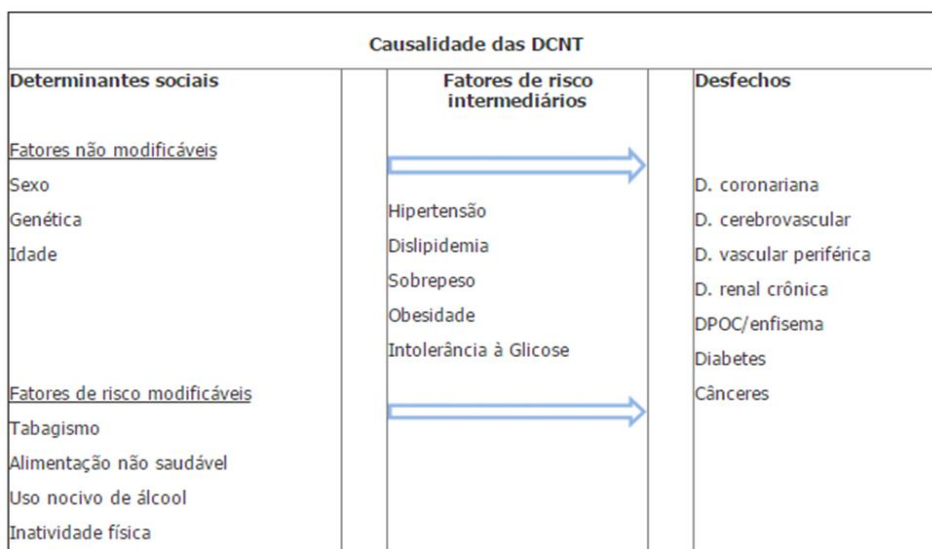 Causalidade das DCNT
Determinantes sociais
Fatores não modificáveis
Sexo
Genética
Idade
Fatores de risco modificáveis
Tabagismo
Alimentação não saudável
Uso nocivo de álcool
Inatividade física
Fatores de risco
intermediários
Hipertensão
Dislipidemia
Sobrepeso
Obesidade
Intolerância à Glicose
Desfechos
D. coronariana
D. cerebrovascular
D. vascular periférica
D. renal crônica
DPOC/enfisema
Diabetes
Cânceres